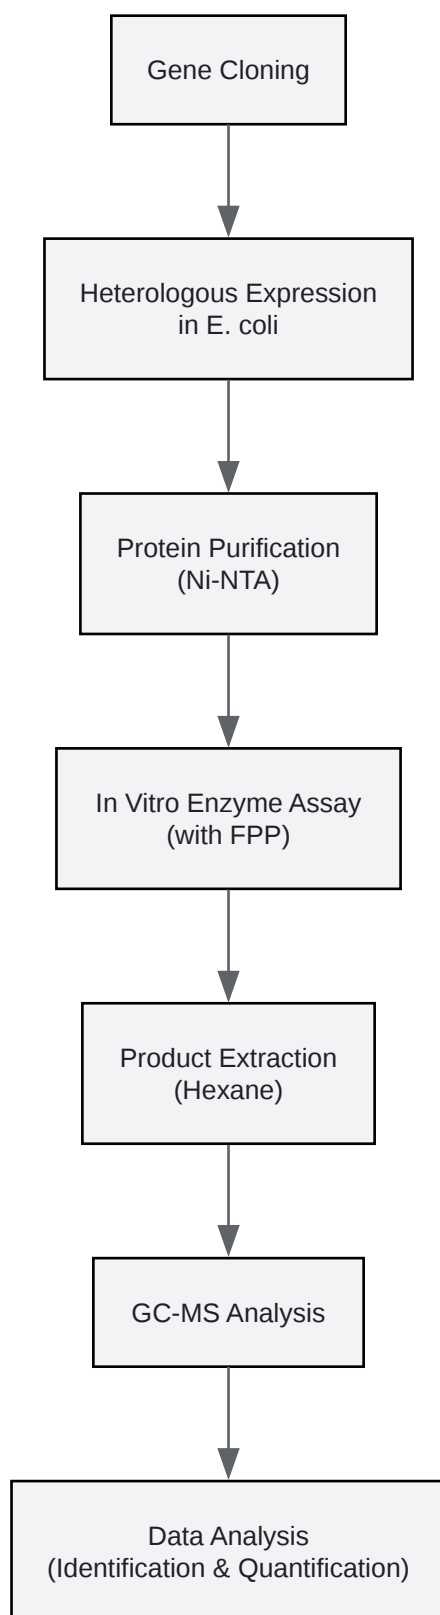 Gene Cloning
Heterologous Expression
in E. coli
Protein Purification
(Ni-NTA)
In Vitro Enzyme Assay
(with FPP)
Product Extraction
(Hexane)
GC-MS Analysis
Data Analysis
(Identification & Quantification)